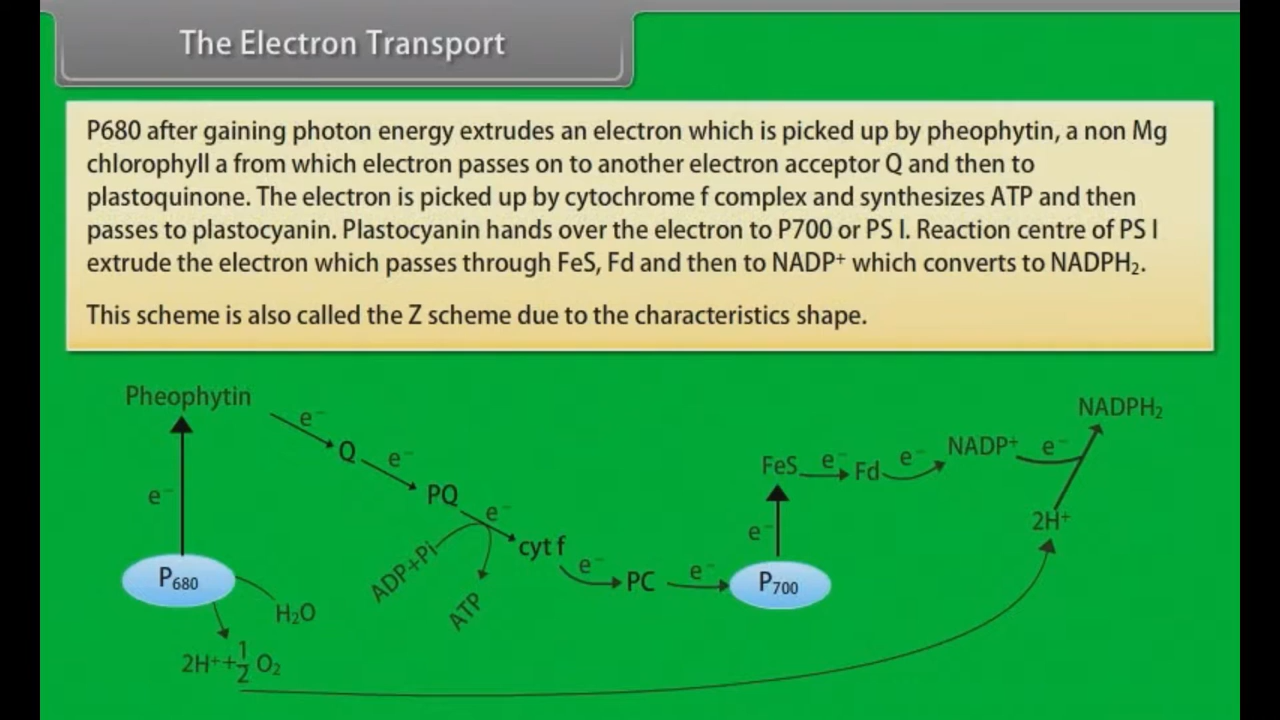 The Electron Transport
P680 after gaining photon energy extrudes an electron which is picked up by pheophytin, a non Mg
chlorophyll a from which electron passes on to another electron acceptor Q and then to
plastoquinone. The electron is picked up by cytochrome f complex and synthesizes ATP and then
passes to plastocyanin. Plastocyanin hands over the electron to P700 or PS I. Reaction centre of PS I
extrude the electron which passes through FeS, Fd and then to NADP⁺ which converts to NADPH₂.
This scheme is also called the Z scheme due to the characteristics shape.
Pheophytin
e⁻
Q
e⁻
PQ
e⁻
cyt f
e⁻
PC
e⁻
P₇₀₀
e⁻
FeS
e⁻
Fd
e⁻
NADP⁺
e⁻
NADPH₂
2H⁺
e⁻
P₆₈₀
H₂O
2H⁺+½ O₂
ADP+Pi
ATP